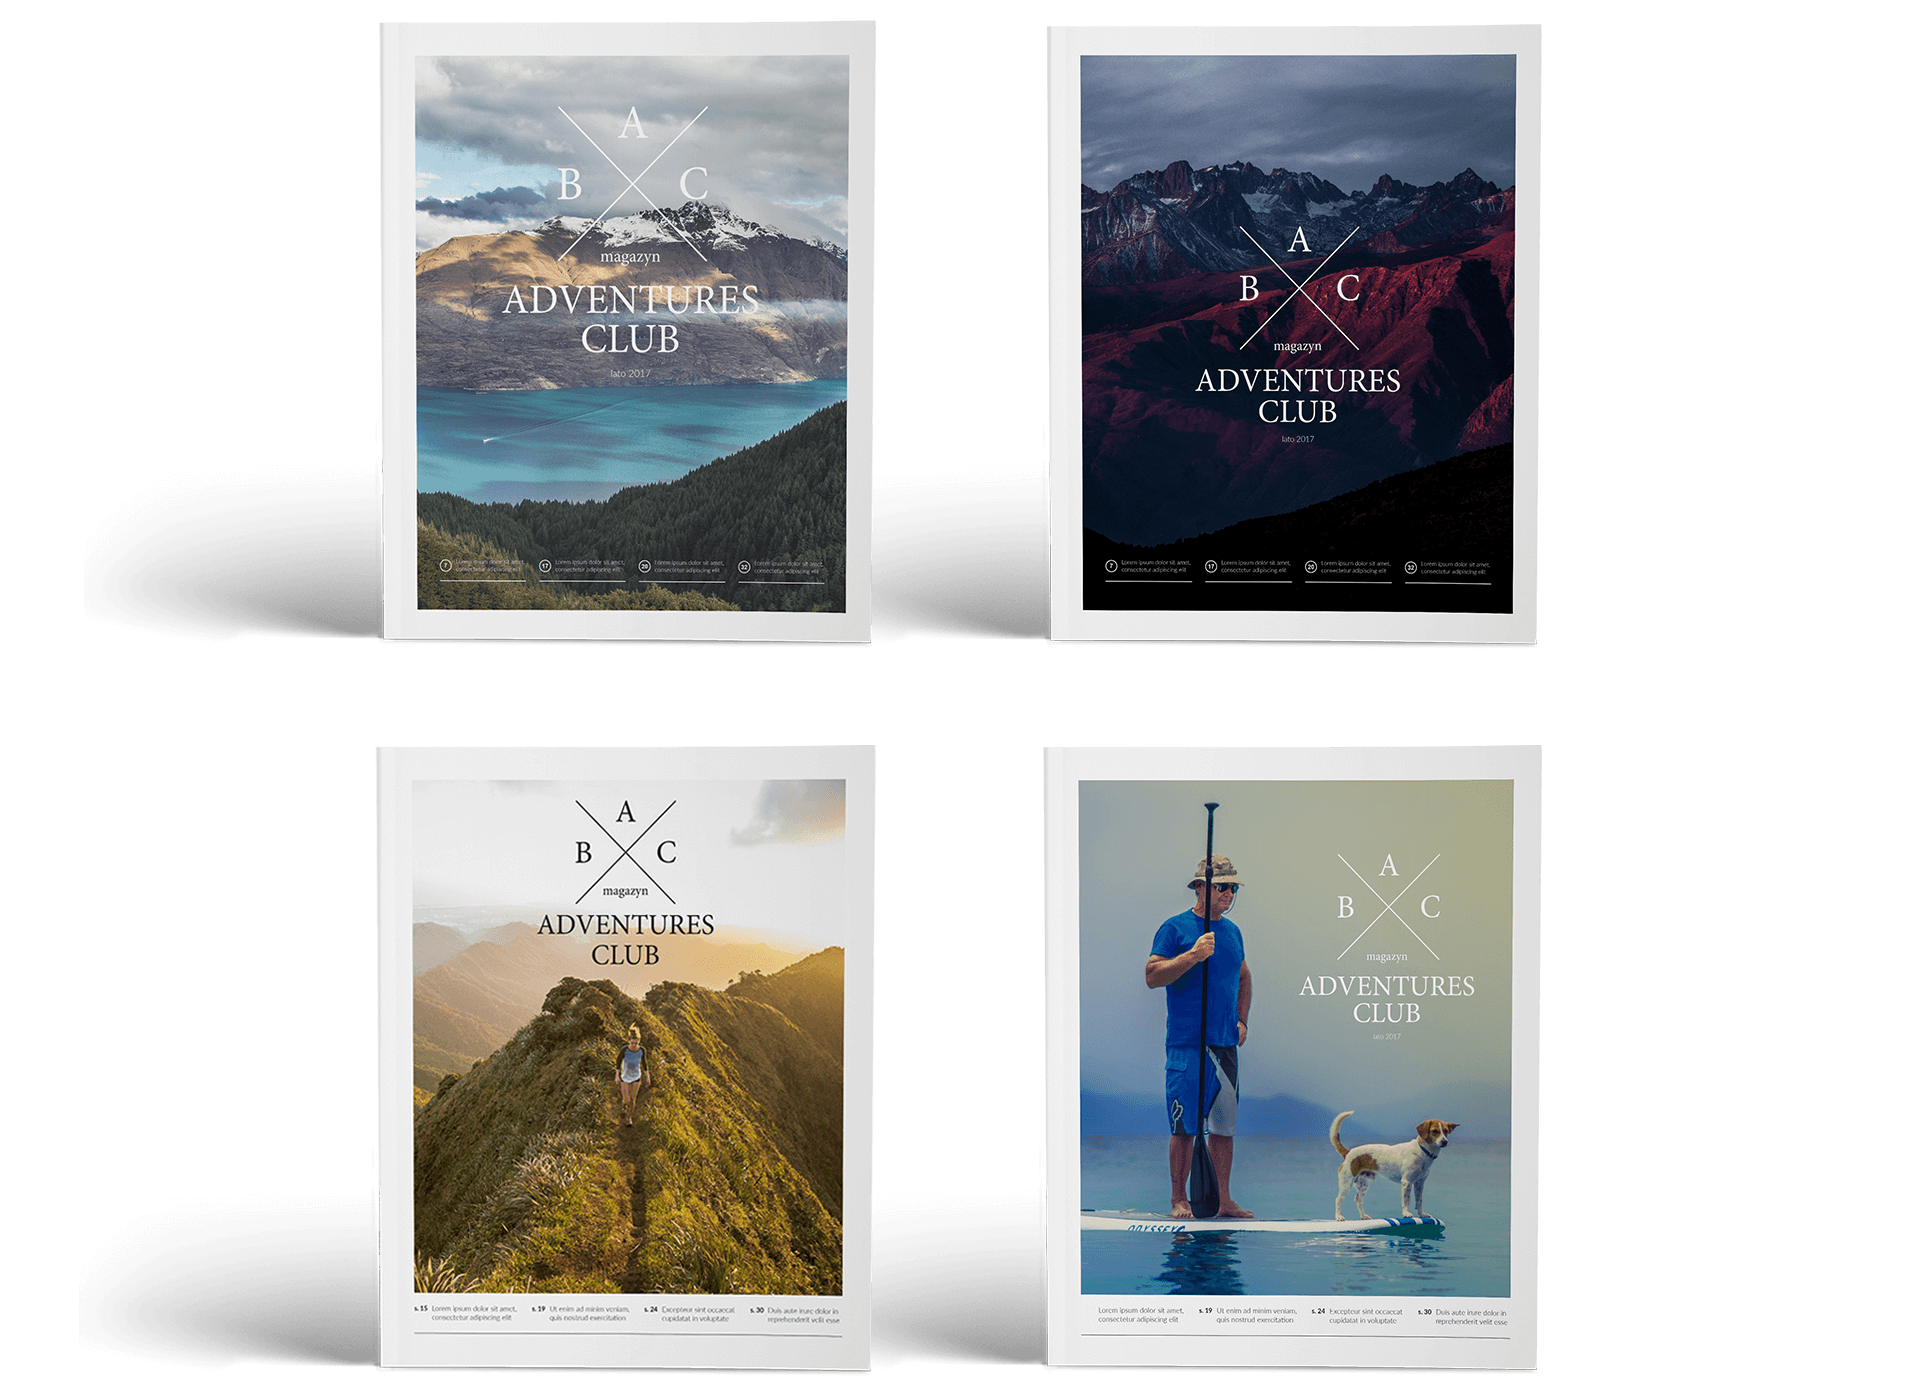 A
B C
magazyn
ADVENTURES
CLUB
lato 2017
7 Lorem ipsum dolor sit amet,
consectetur adipiscing elit
17 Lorem ipsum dolor sit amet,
consectetur adipiscing elit
20 Lorem ipsum dolor sit amet,
consectetur adipiscing elit
32 Lorem ipsum dolor sit amet,
consectetur adipiscing elit
A
B C
magazyn
ADVENTURES
CLUB
lato 2017
7 Lorem ipsum dolor sit amet,
consectetur adipiscing elit
17 Lorem ipsum dolor sit amet,
consectetur adipiscing elit
20 Lorem ipsum dolor sit amet,
consectetur adipiscing elit
32 Lorem ipsum dolor sit amet,
consectetur adipiscing elit
A
B C
magazyn
ADVENTURES
CLUB
s. 15 Lorem ipsum dolor sit amet,
consectetur adipiscing elit
s. 19 Ut enim ad minim veniam,
quis nostrud exercitation
s. 24 Excepteur sint occaecat
cupidatat in voluptate
s. 30 Duis aute irure dolor in
reprehenderit velit esse
A
B C
magazyn
ADVENTURES
CLUB
lato 2017
ODYSSEY
Lorem ipsum dolor sit amet,
consectetur adipiscing elit
s. 19 Ut enim ad minim veniam,
quis nostrud exercitation
s. 24 Excepteur sint occaecat
cupidatat in voluptate
s. 30 Duis aute irure dolor in
reprehenderit velit esse